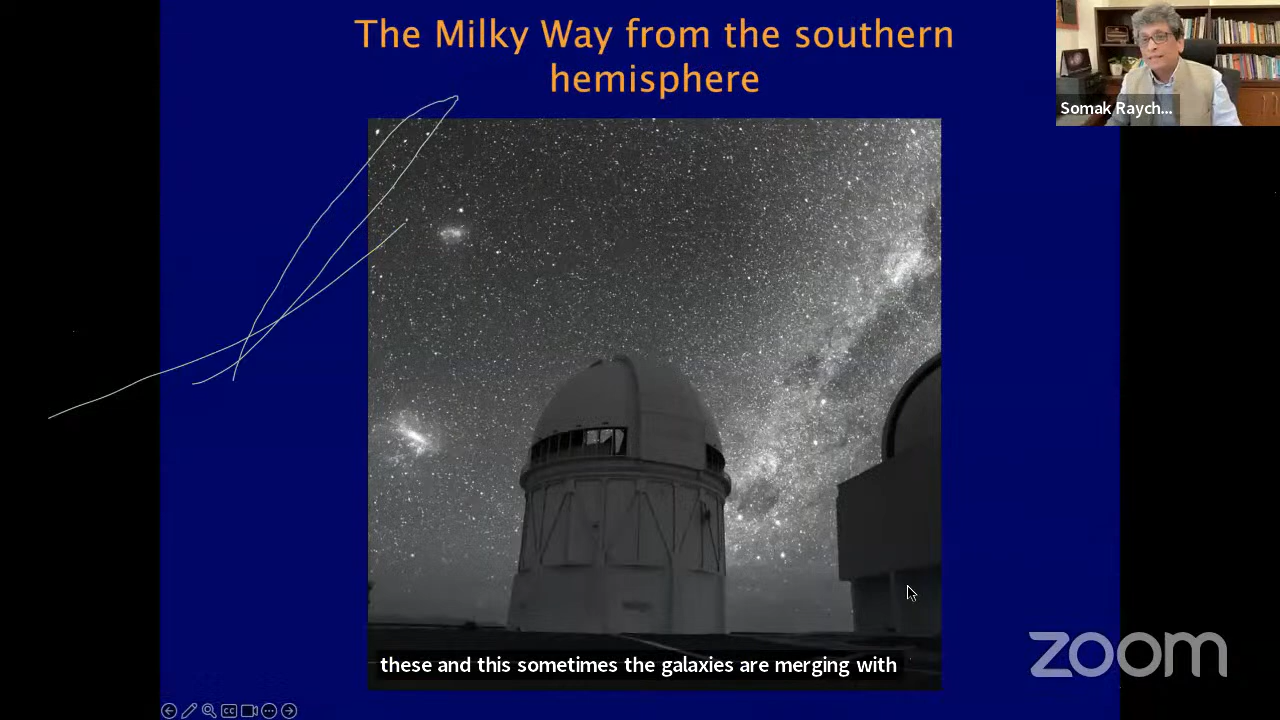 The Milky Way from the southern
hemisphere
Somak Raych...
these and this sometimes the galaxies are merging with
zoom